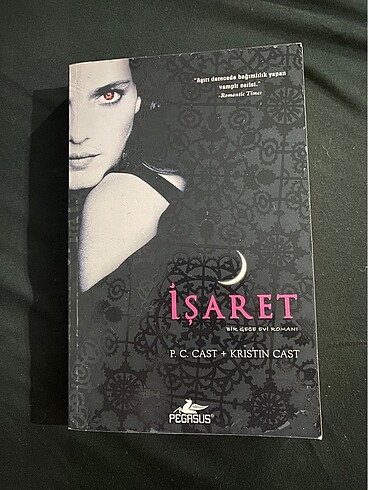 "Aşırı derecede bağımlılık yapan
vampir serisi."
-Romantic Times
İŞARET
BİR GECE EVİ ROMANI
P. C. CAST + KRISTIN CAST
PEGASUS®